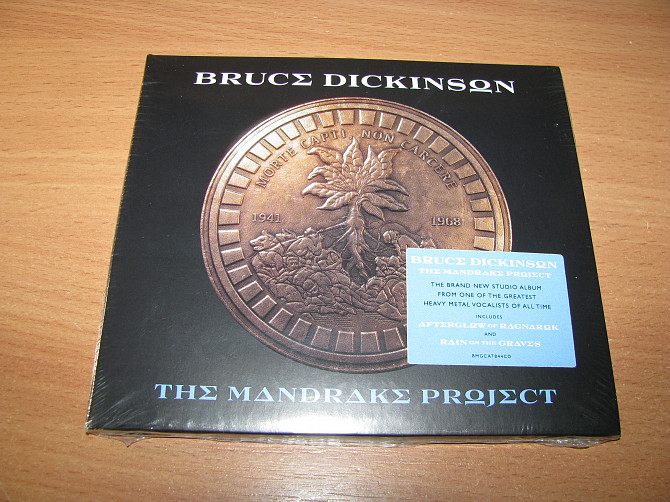 BRUCE DICKINSON
MORTE CAPTI NON CARCERE
1941 1968
BRUCE DICKINSON
THE MANDRAKE PROJECT
THE BRAND NEW STUDIO ALBUM
FROM ONE OF THE GREATEST
HEAVY METAL VOCALISTS OF ALL TIME
INCLUDES
AFTERGLOW OF RAGNAROK
AND
RAIN ON THE GRAVES
BMGCAT844CD
THE MANDRAKE PROJECT